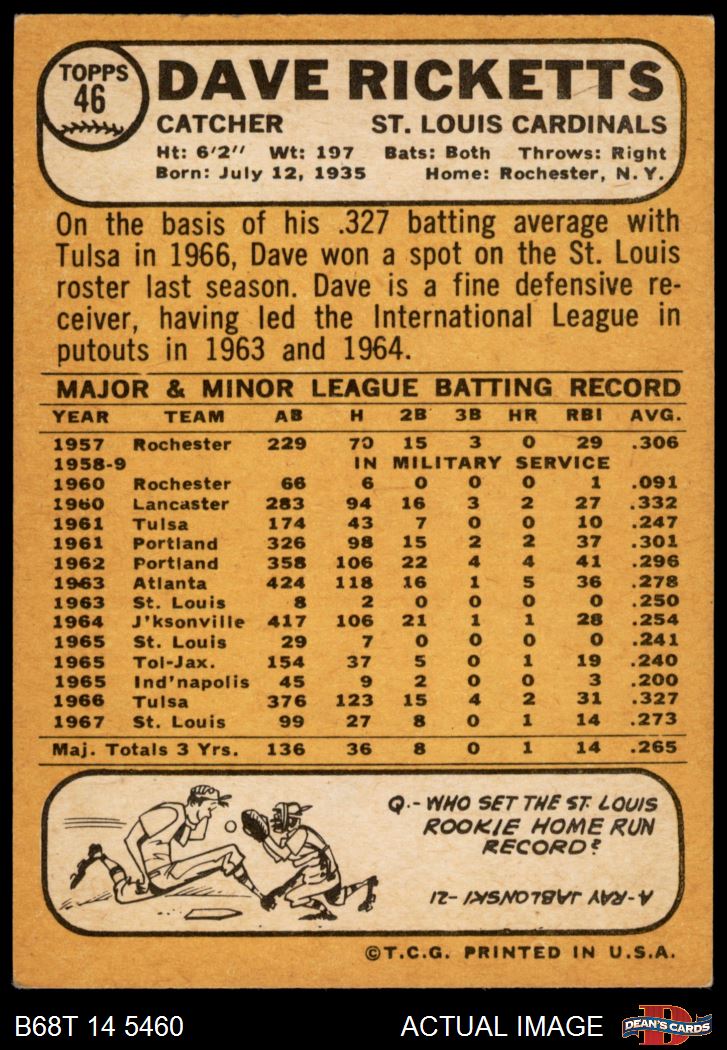 TOPPS
46
DAVE RICKETTS
CATCHER ST. LOUIS CARDINALS
Ht: 6'2" Wt: 197 Bats: Both Throws: Right
Born: July 12, 1935 Home: Rochester, N.Y.
On the basis of his .327 batting average with
Tulsa in 1966, Dave won a spot on the St. Louis
roster last season. Dave is a fine defensive re-
ceiver, having led the International League in
putouts in 1963 and 1964.
MAJOR & MINOR LEAGUE BATTING RECORD
YEAR TEAM AB H 2B 3B HR RBI AVG.
1957 Rochester 229 70 15 3 0 29 .306
1958-9 IN MILITARY SERVICE
1960 Rochester 66 6 0 0 0 1 .091
1960 Lancaster 283 94 16 3 2 27 .332
1961 Tulsa 174 43 7 0 0 10 .247
1961 Portland 326 98 15 2 2 37 .301
1962 Portland 358 106 22 4 4 41 .296
1963 Atlanta 424 118 16 1 5 36 .278
1963 St. Louis 8 2 0 0 0 0 .250
1964 J'ksonville 417 106 21 1 1 28 .254
1965 St. Louis 29 7 0 0 0 0 .241
1965 Tol-Jax. 154 37 5 0 1 19 .240
1965 Ind'napolis 45 9 2 0 0 3 .200
1966 Tulsa 376 123 15 4 2 31 .327
1967 St. Louis 99 27 8 0 1 14 .273
Maj. Totals 3 Yrs. 136 36 8 0 1 14 .265
Q.- WHO SET THE ST. LOUIS
ROOKIE HOME RUN
RECORD?
A-RAY JABLONSKI -21
©T.C.G. PRINTED IN U.S.A.
B68T 14 5460 ACTUAL IMAGE
D
DEAN'S CARDS